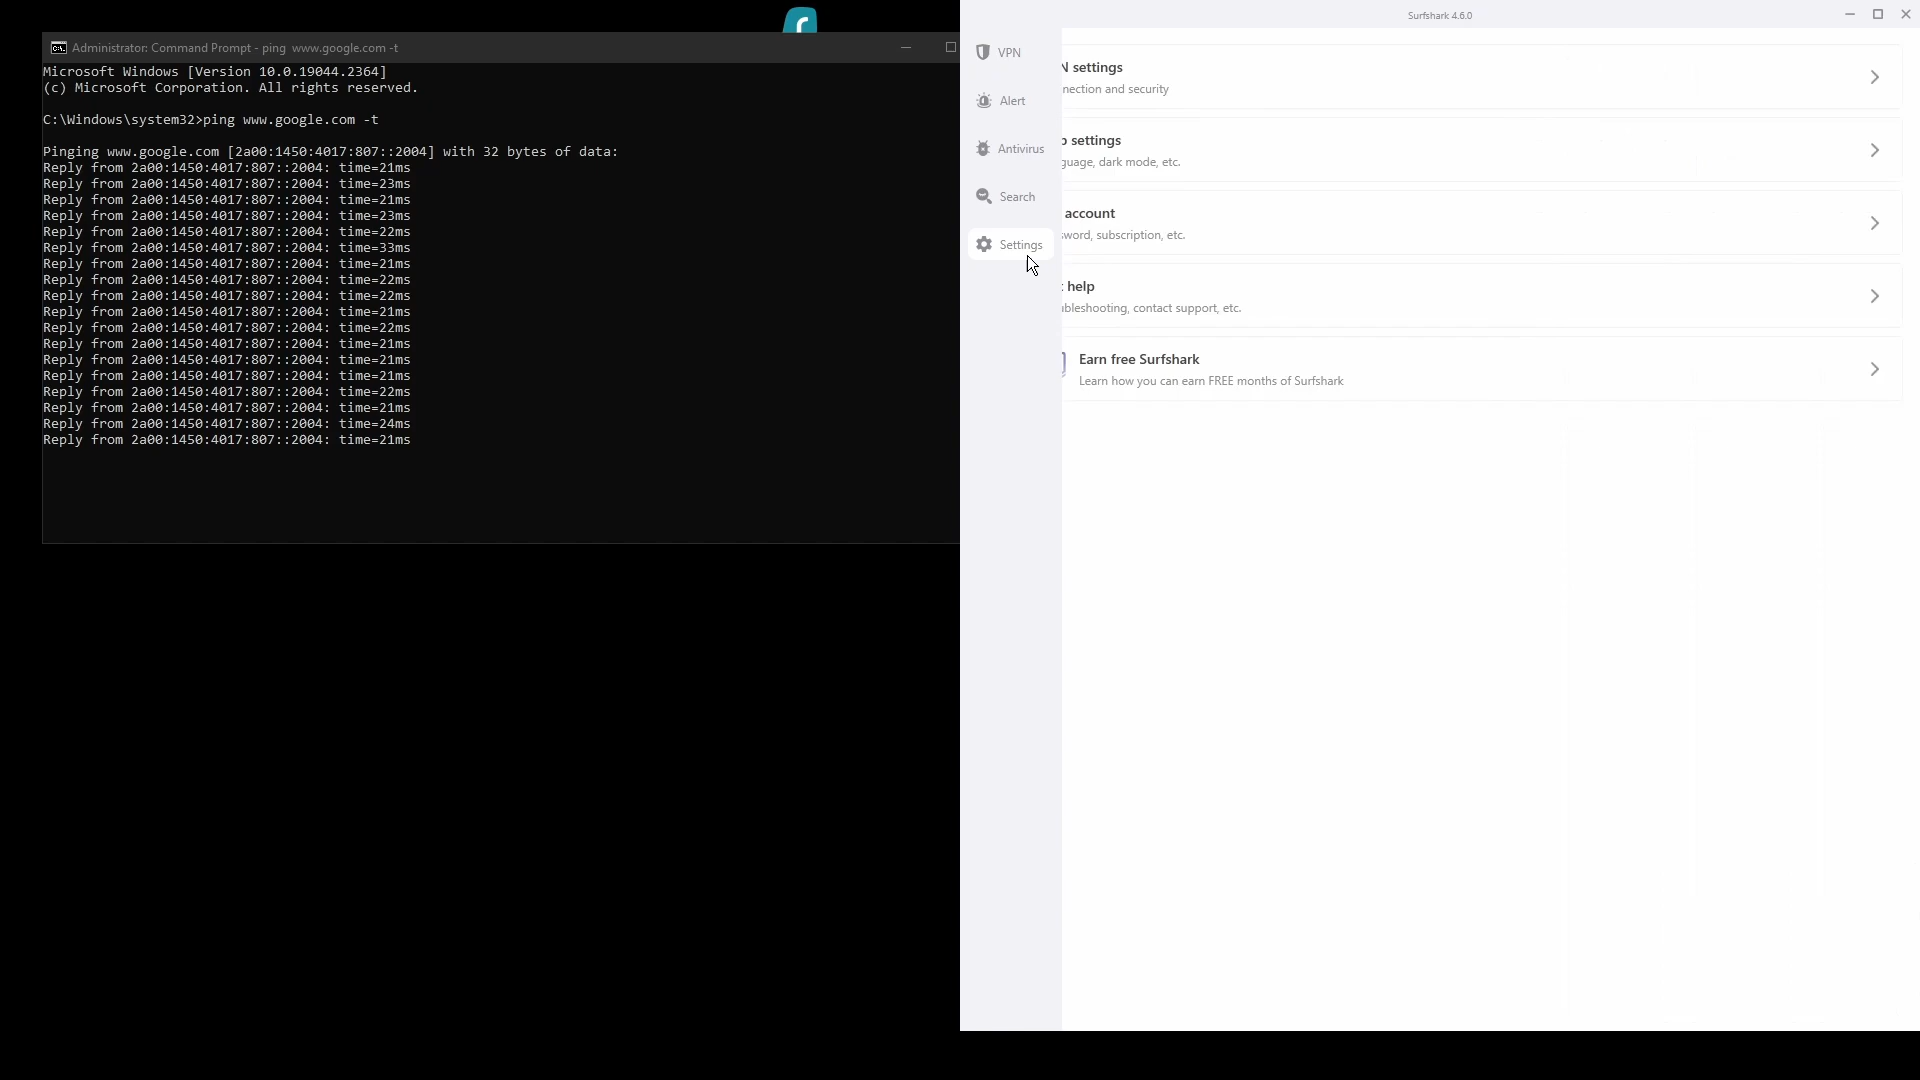 Administrator: Command Prompt - ping www.google.com -t
Microsoft Windows [Version 10.0.19044.2364]
(c) Microsoft Corporation. All rights reserved.
C:\Windows\system32>ping www.google.com -t
Pinging www.google.com [2a00:1450:4017:807::2004] with 32 bytes of data:
Reply from 2a00:1450:4017:807::2004: time=21ms
Reply from 2a00:1450:4017:807::2004: time=23ms
Reply from 2a00:1450:4017:807::2004: time=21ms
Reply from 2a00:1450:4017:807::2004: time=23ms
Reply from 2a00:1450:4017:807::2004: time=22ms
Reply from 2a00:1450:4017:807::2004: time=33ms
Reply from 2a00:1450:4017:807::2004: time=21ms
Reply from 2a00:1450:4017:807::2004: time=22ms
Reply from 2a00:1450:4017:807::2004: time=22ms
Reply from 2a00:1450:4017:807::2004: time=21ms
Reply from 2a00:1450:4017:807::2004: time=22ms
Reply from 2a00:1450:4017:807::2004: time=21ms
Reply from 2a00:1450:4017:807::2004: time=21ms
Reply from 2a00:1450:4017:807::2004: time=21ms
Reply from 2a00:1450:4017:807::2004: time=22ms
Reply from 2a00:1450:4017:807::2004: time=21ms
Reply from 2a00:1450:4017:807::2004: time=24ms
Reply from 2a00:1450:4017:807::2004: time=21ms
Surfshark 4.6.0
VPN
Alert
Antivirus
Search
Settings
N settings
nection and security
settings
guage, dark mode, etc.
account
word, subscription, etc.
help
ubleshooting, contact support, etc.
Earn free Surfshark
Learn how you can earn FREE months of Surfshark